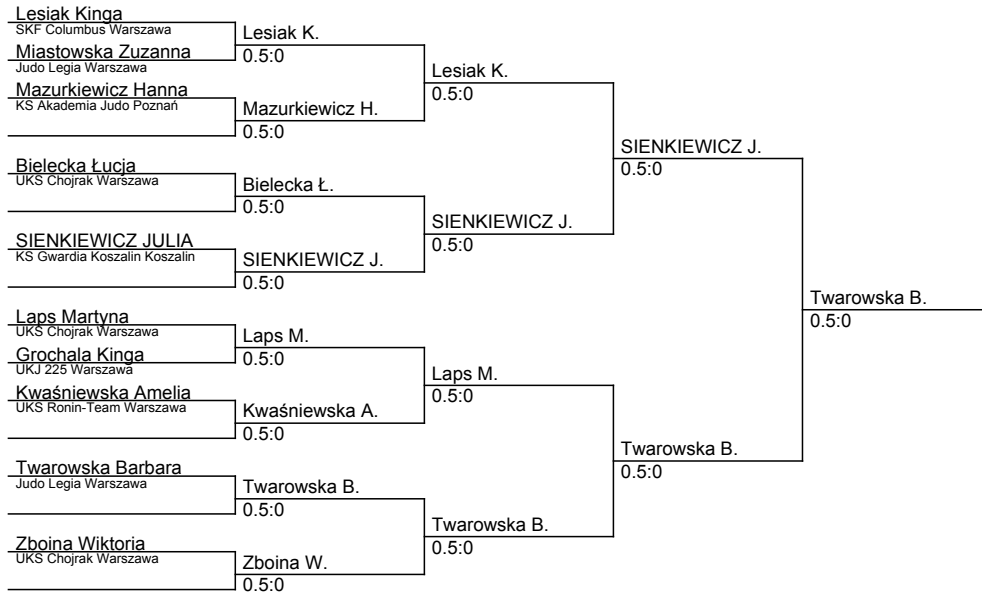 Lesiak Kinga
SKF Columbus Warszawa
Miastowska Zuzanna
Judo Legia Warszawa
Mazurkiewicz Hanna
KS Akademia Judo Poznań
Bielecka Łucja
UKS Chojrak Warszawa
SIENKIEWICZ JULIA
KS Gwardia Koszalin Koszalin
Laps Martyna
UKS Chojrak Warszawa
Grochala Kinga
UKJ 225 Warszawa
Kwaśniewska Amelia
UKS Ronin-Team Warszawa
Twarowska Barbara
Judo Legia Warszawa
Zboina Wiktoria
UKS Chojrak Warszawa
Lesiak K.
0.5:0
Mazurkiewicz H.
0.5:0
Bielecka Ł.
0.5:0
SIENKIEWICZ J.
0.5:0
Laps M.
0.5:0
Kwaśniewska A.
0.5:0
Twarowska B.
0.5:0
Zboina W.
0.5:0
Lesiak K.
0.5:0
SIENKIEWICZ J.
0.5:0
Laps M.
0.5:0
Twarowska B.
0.5:0
SIENKIEWICZ J.
0.5:0
Twarowska B.
0.5:0
Twarowska B.
0.5:0